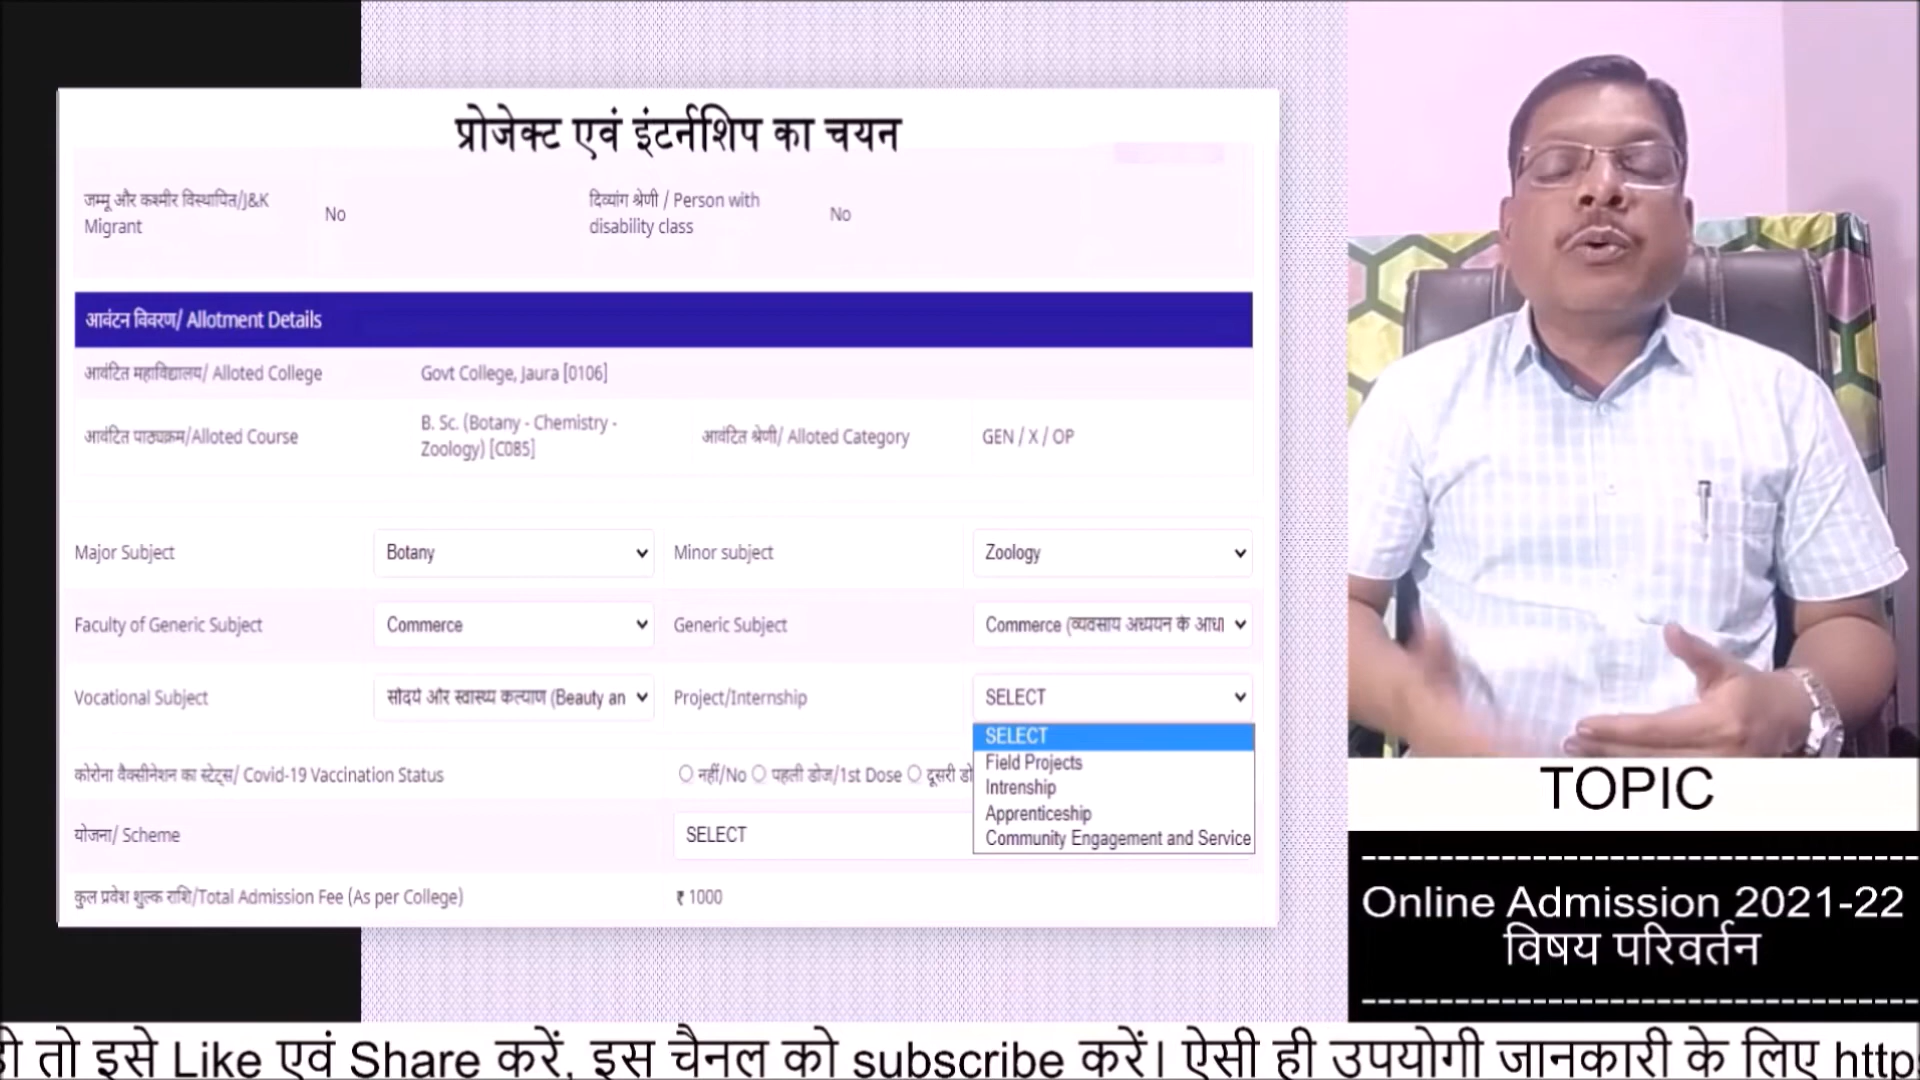 प्रोजेक्ट एवं इंटर्नशिप का चयन
जम्मू और कश्मीर विस्थापित/J&K Migrant No दिव्यांग श्रेणी / Person with disability class No
आवंटन विवरण/ Allotment Details
आवंटित महाविद्यालय/ Alloted College Govt College, Jaura [0106]
आवंटित पाठ्यक्रम/Alloted Course B. Sc. (Botany - Chemistry - Zoology) [C085] आवंटित श्रेणी/ Alloted Category GEN / X / OP
Major Subject Botany Minor subject Zoology
Faculty of Generic Subject Commerce Generic Subject Commerce (व्यवसाय अध्ययन के आधा
Vocational Subject सौंदर्य और स्वास्थ्य कल्याण (Beauty an Project/Internship SELECT
SELECT
Field Projects
Intrenship
Apprenticeship
Community Engagement and Service
कोरोना वैक्सीनेशन का स्टेट्स/ Covid-19 Vaccination Status नहीं/No पहली डोज/1st Dose दूसरी डो
योजना/ Scheme SELECT
कुल प्रवेश शुल्क राशि/Total Admission Fee (As per College) ₹ 1000
TOPIC
Online Admission 2021-22
विषय परिवर्तन
तो इसे Like एवं Share करें, इस चैनल को subscribe करें। ऐसी ही उपयोगी जानकारी के लिए http